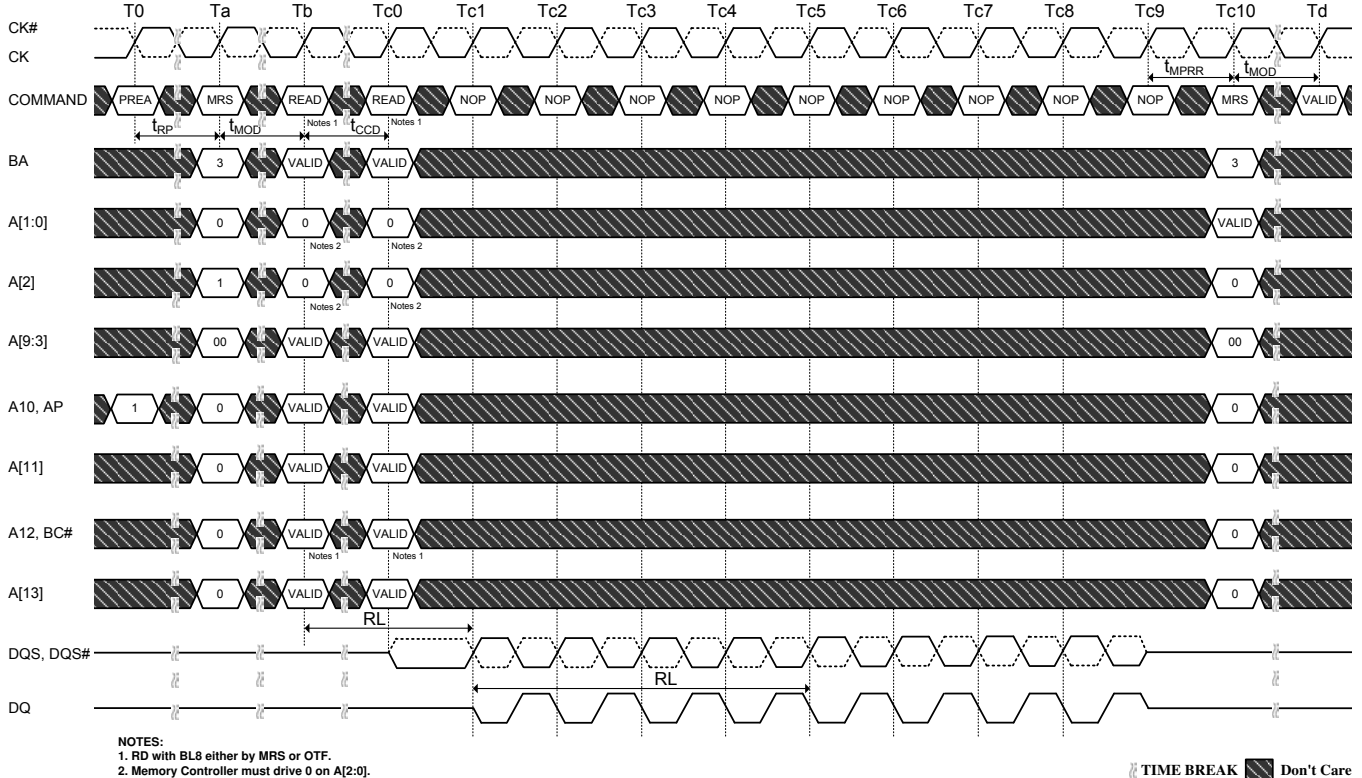 T0 Ta Tb Tc0 Tc1 Tc2 Tc3 Tc4 Tc5 Tc6 Tc7 Tc8 Tc9 Tc10 Td
CK#
CK
tMPRR tMOD
COMMAND PREA MRS READ READ NOP NOP NOP NOP NOP NOP NOP NOP NOP MRS VALID
Notes 1 Notes 1
tRP tMOD tCCD
BA 3 VALID VALID 3
A[1:0] 0 0 0 VALID
Notes 2 Notes 2
A[2] 1 0 0 0
Notes 2 Notes 2
A[9:3] 00 VALID VALID 00
A10, AP 1 0 VALID VALID 0
A[11] 0 VALID VALID 0
A12, BC# 0 VALID VALID 0
Notes 1 Notes 1
A[13] 0 VALID VALID 0
RL
DQS, DQS#
RL
DQ
NOTES:
1. RD with BL8 either by MRS or OTF.
2. Memory Controller must drive 0 on A[2:0].
TIME BREAK Don't Care